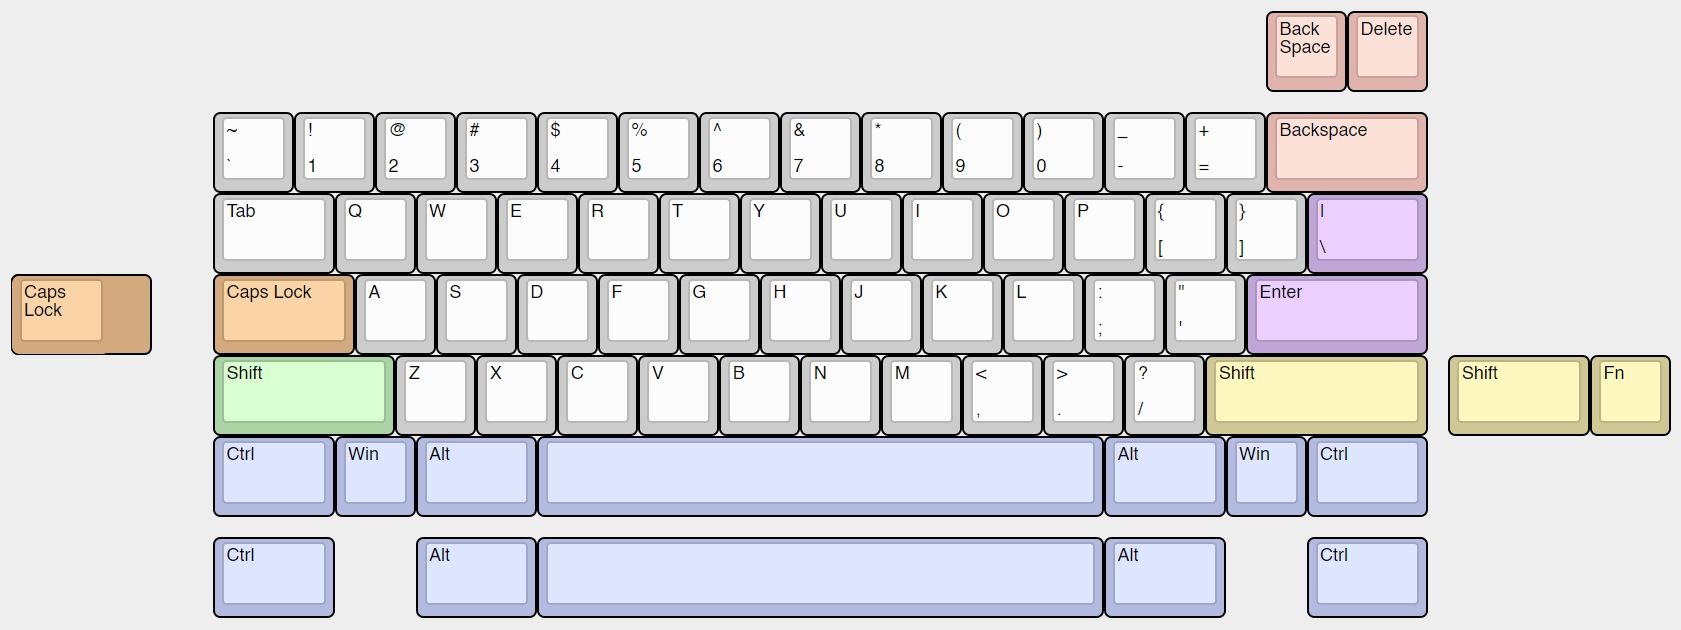 Back Space Delete
~ ! @ # $ % ^ & * ( ) _ + Backspace
` 1 2 3 4 5 6 7 8 9 0 - =
Tab Q W E R T Y U I O P { } |
[ ] \
Caps Lock Caps Lock A S D F G H J K L : " Enter
; '
Shift Z X C V B N M < > ? Shift Shift Fn
, . /
Ctrl Win Alt Alt Win Ctrl
Ctrl Alt Alt Ctrl